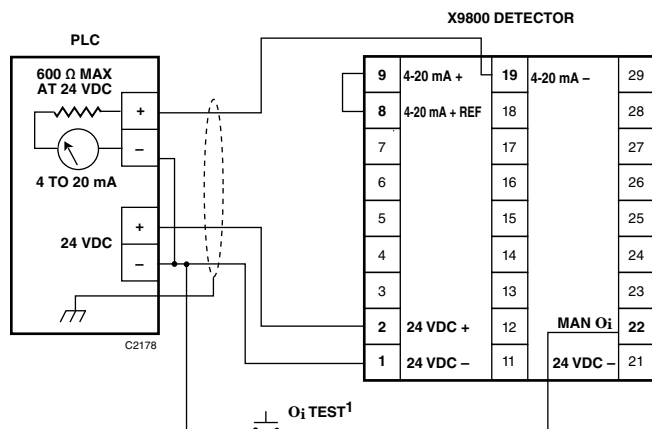 X9800 DETECTOR
PLC
600 Ω MAX
AT 24 VDC
+
–
4 TO 20 mA
24 VDC
+
–
C2178
9 4-20 mA + 19 4-20 mA – 29
8 4-20 mA + REF 18 28
7 17 27
6 16 26
5 15 25
4 14 24
3 13 23
2 24 VDC + 12 MAN Oi 22
1 24 VDC – 11 24 VDC – 21
Oi TEST1